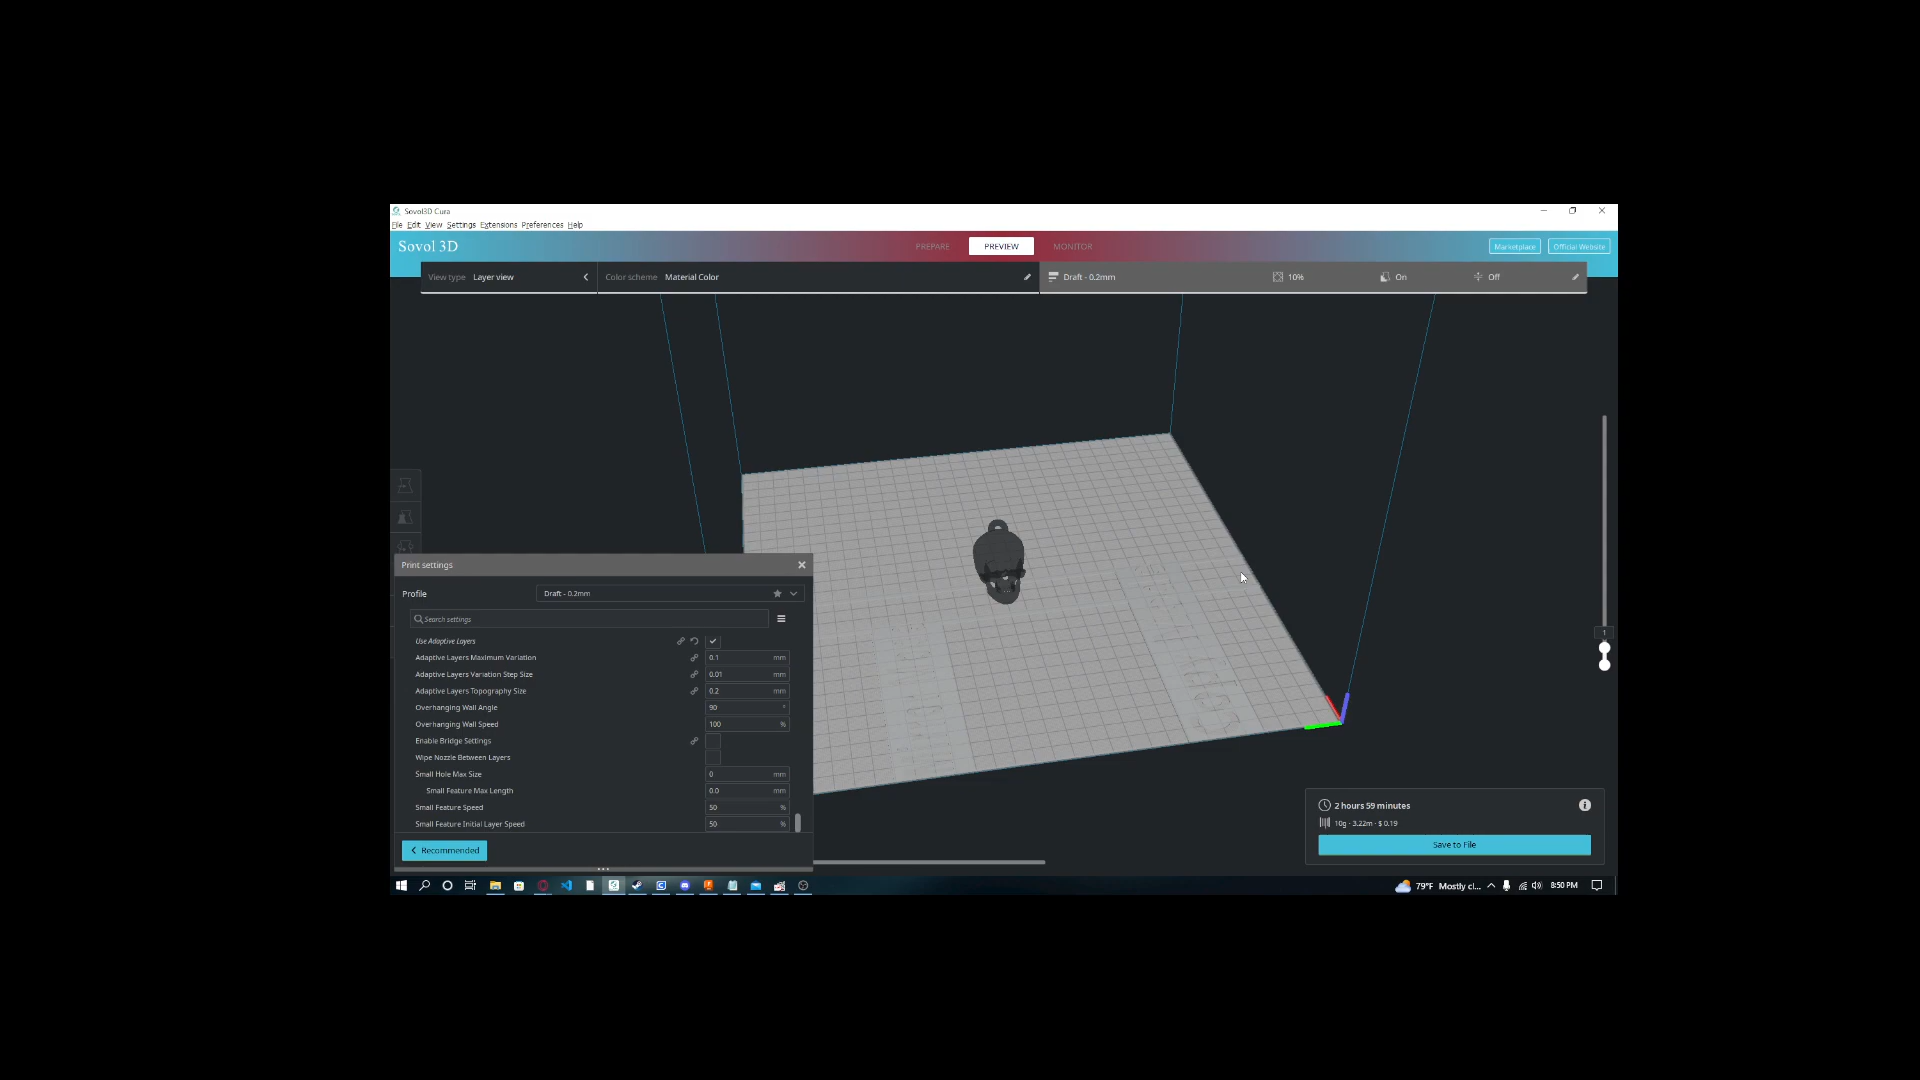 Sovol3D Cura
File Edit View Settings Extensions Preferences Help
Sovol 3D
PREPARE
PREVIEW
MONITOR
Marketplace
Official Website
View type Layer view
Color scheme Material Color
Draft - 0.2mm
10%
On
Off
Print settings
Profile
Draft - 0.2mm
Search settings
Use Adaptive Layers
Adaptive Layers Maximum Variation 0.1 mm
Adaptive Layers Variation Step Size 0.01 mm
Adaptive Layers Topography Size 0.2 mm
Overhanging Wall Angle 90 °
Overhanging Wall Speed 100 %
Enable Bridge Settings
Wipe Nozzle Between Layers
Small Hole Max Size 0 mm
Small Feature Max Length 0.0 mm
Small Feature Speed 50 %
Small Feature Initial Layer Speed 50 %
Recommended
1
2 hours 59 minutes
10g · 3.22m · $ 0.19
Save to File
79°F Mostly cl... 8:50 PM